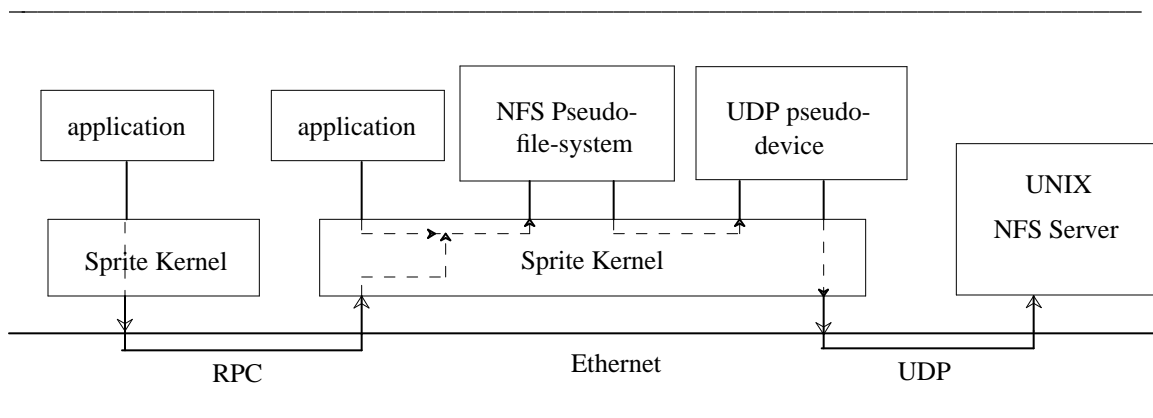 application
application
NFS Pseudo-
file-system
UDP pseudo-
device
UNIX
NFS Server
Sprite Kernel
Sprite Kernel
RPC
Ethernet
UDP